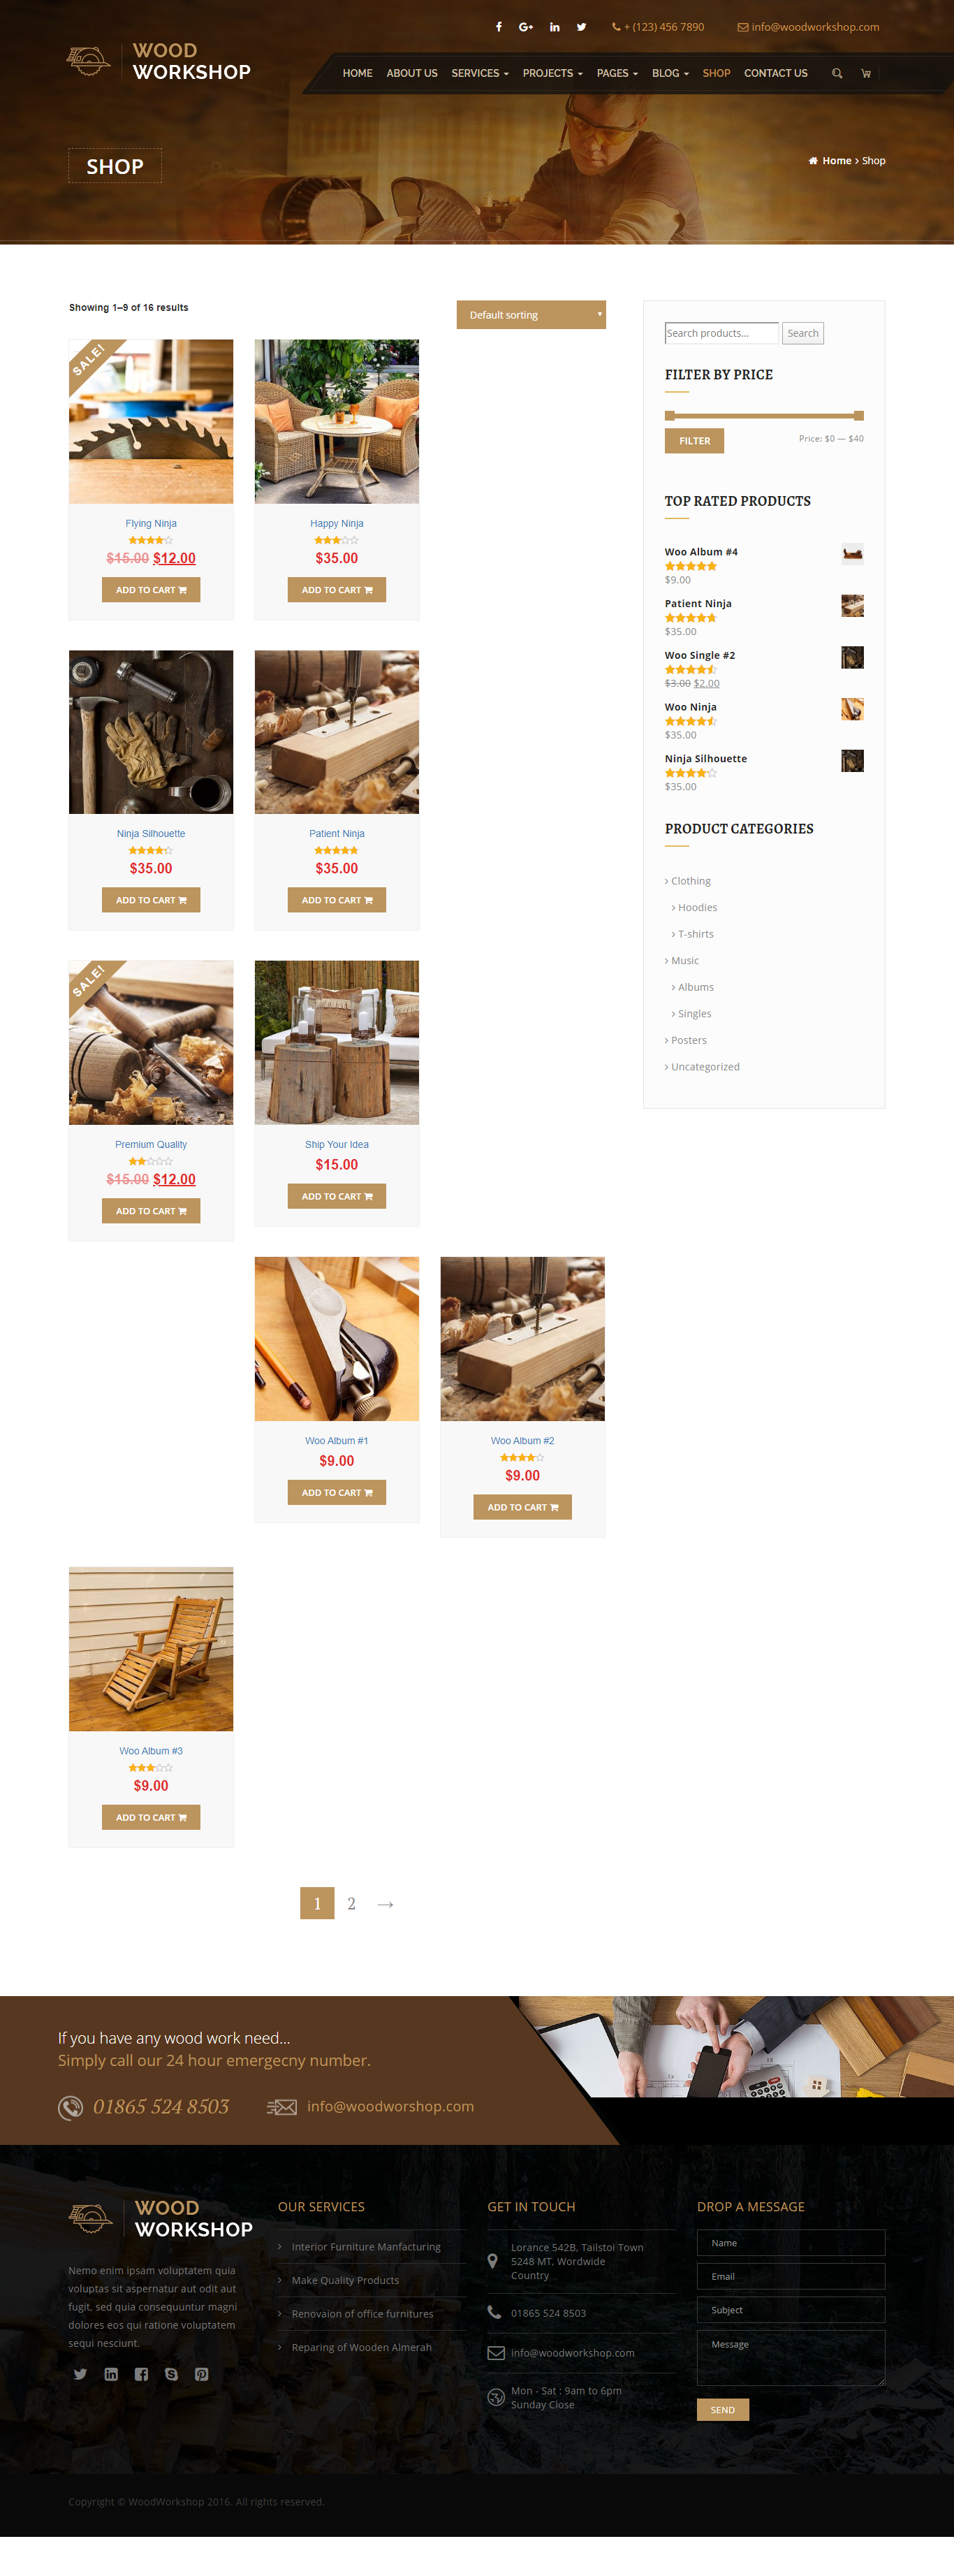 + (123) 456 7890
info@woodworkshop.com
WOOD
WORKSHOP
HOME ABOUT US SERVICES PROJECTS PAGES BLOG SHOP CONTACT US
SHOP
Home > Shop
Showing 1–9 of 16 results
Default sorting
SALE!
Flying Ninja
$15.00 $12.00
ADD TO CART
Happy Ninja
$35.00
ADD TO CART
Ninja Silhouette
$35.00
ADD TO CART
Patient Ninja
$35.00
ADD TO CART
SALE!
Premium Quality
$15.00 $12.00
ADD TO CART
Ship Your Idea
$15.00
ADD TO CART
Woo Album #1
$9.00
ADD TO CART
Woo Album #2
$9.00
ADD TO CART
Woo Album #3
$9.00
ADD TO CART
1 2 →
Search products...
Search
FILTER BY PRICE
FILTER
Price: $0 — $40
TOP RATED PRODUCTS
Woo Album #4
$9.00
Patient Ninja
$35.00
Woo Single #2
$3.00 $2.00
Woo Ninja
$35.00
Ninja Silhouette
$35.00
PRODUCT CATEGORIES
Clothing
Hoodies
T-shirts
Music
Albums
Singles
Posters
Uncategorized
If you have any wood work need...
Simply call our 24 hour emergecny number.
01865 524 8503
info@woodworshop.com
WOOD
WORKSHOP
Nemo enim ipsam voluptatem quia
voluptas sit aspernatur aut odit aut
fugit, sed quia consequuntur magni
dolores eos qui ratione voluptatem
sequi nesciunt.
OUR SERVICES
Interior Furniture Manfacturing
Make Quality Products
Renovaion of office furnitures
Reparing of Wooden Almerah
GET IN TOUCH
Lorance 542B, Tailstoi Town
5248 MT, Wordwide
Country
01865 524 8503
info@woodworkshop.com
Mon - Sat : 9am to 6pm
Sunday Close
DROP A MESSAGE
Name
Email
Subject
Message
SEND
Copyright © WoodWorkshop 2016. All rights reserved.